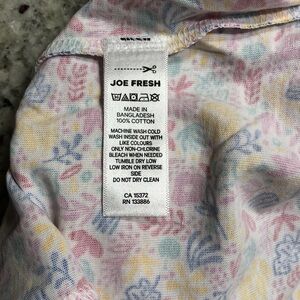 JOE FRESH
MADE IN
BANGLADESH
100% COTTON
MACHINE WASH COLD
WASH INSIDE OUT WITH
LIKE COLOURS
ONLY NON-CHLORINE
BLEACH WHEN NEEDED
TUMBLE DRY LOW
LOW IRON ON REVERSE
SIDE
DO NOT DRY CLEAN
CA 15372
RN 133886